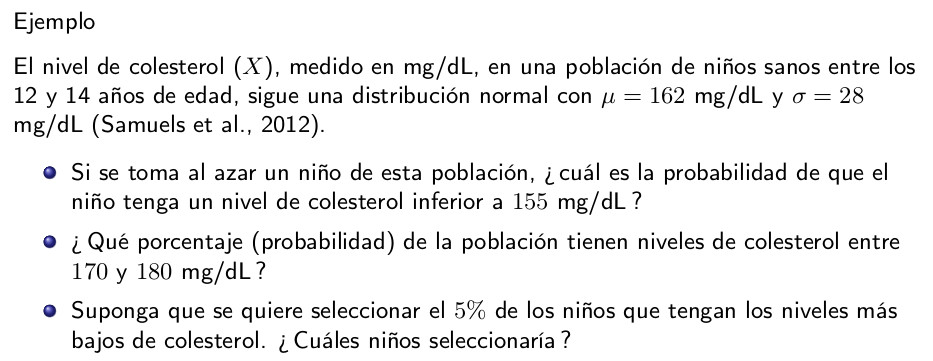 Ejemplo
El nivel de colesterol (X), medido en mg/dL, en una población de niños sanos entre los
12 y 14 años de edad, sigue una distribución normal con μ = 162 mg/dL y σ = 28
mg/dL (Samuels et al., 2012).
Si se toma al azar un niño de esta población, ¿ cuál es la probabilidad de que el
niño tenga un nivel de colesterol inferior a 155 mg/dL ?
¿ Qué porcentaje (probabilidad) de la población tienen niveles de colesterol entre
170 y 180 mg/dL ?
Suponga que se quiere seleccionar el 5% de los niños que tengan los niveles más
bajos de colesterol. ¿ Cuáles niños seleccionaría ?